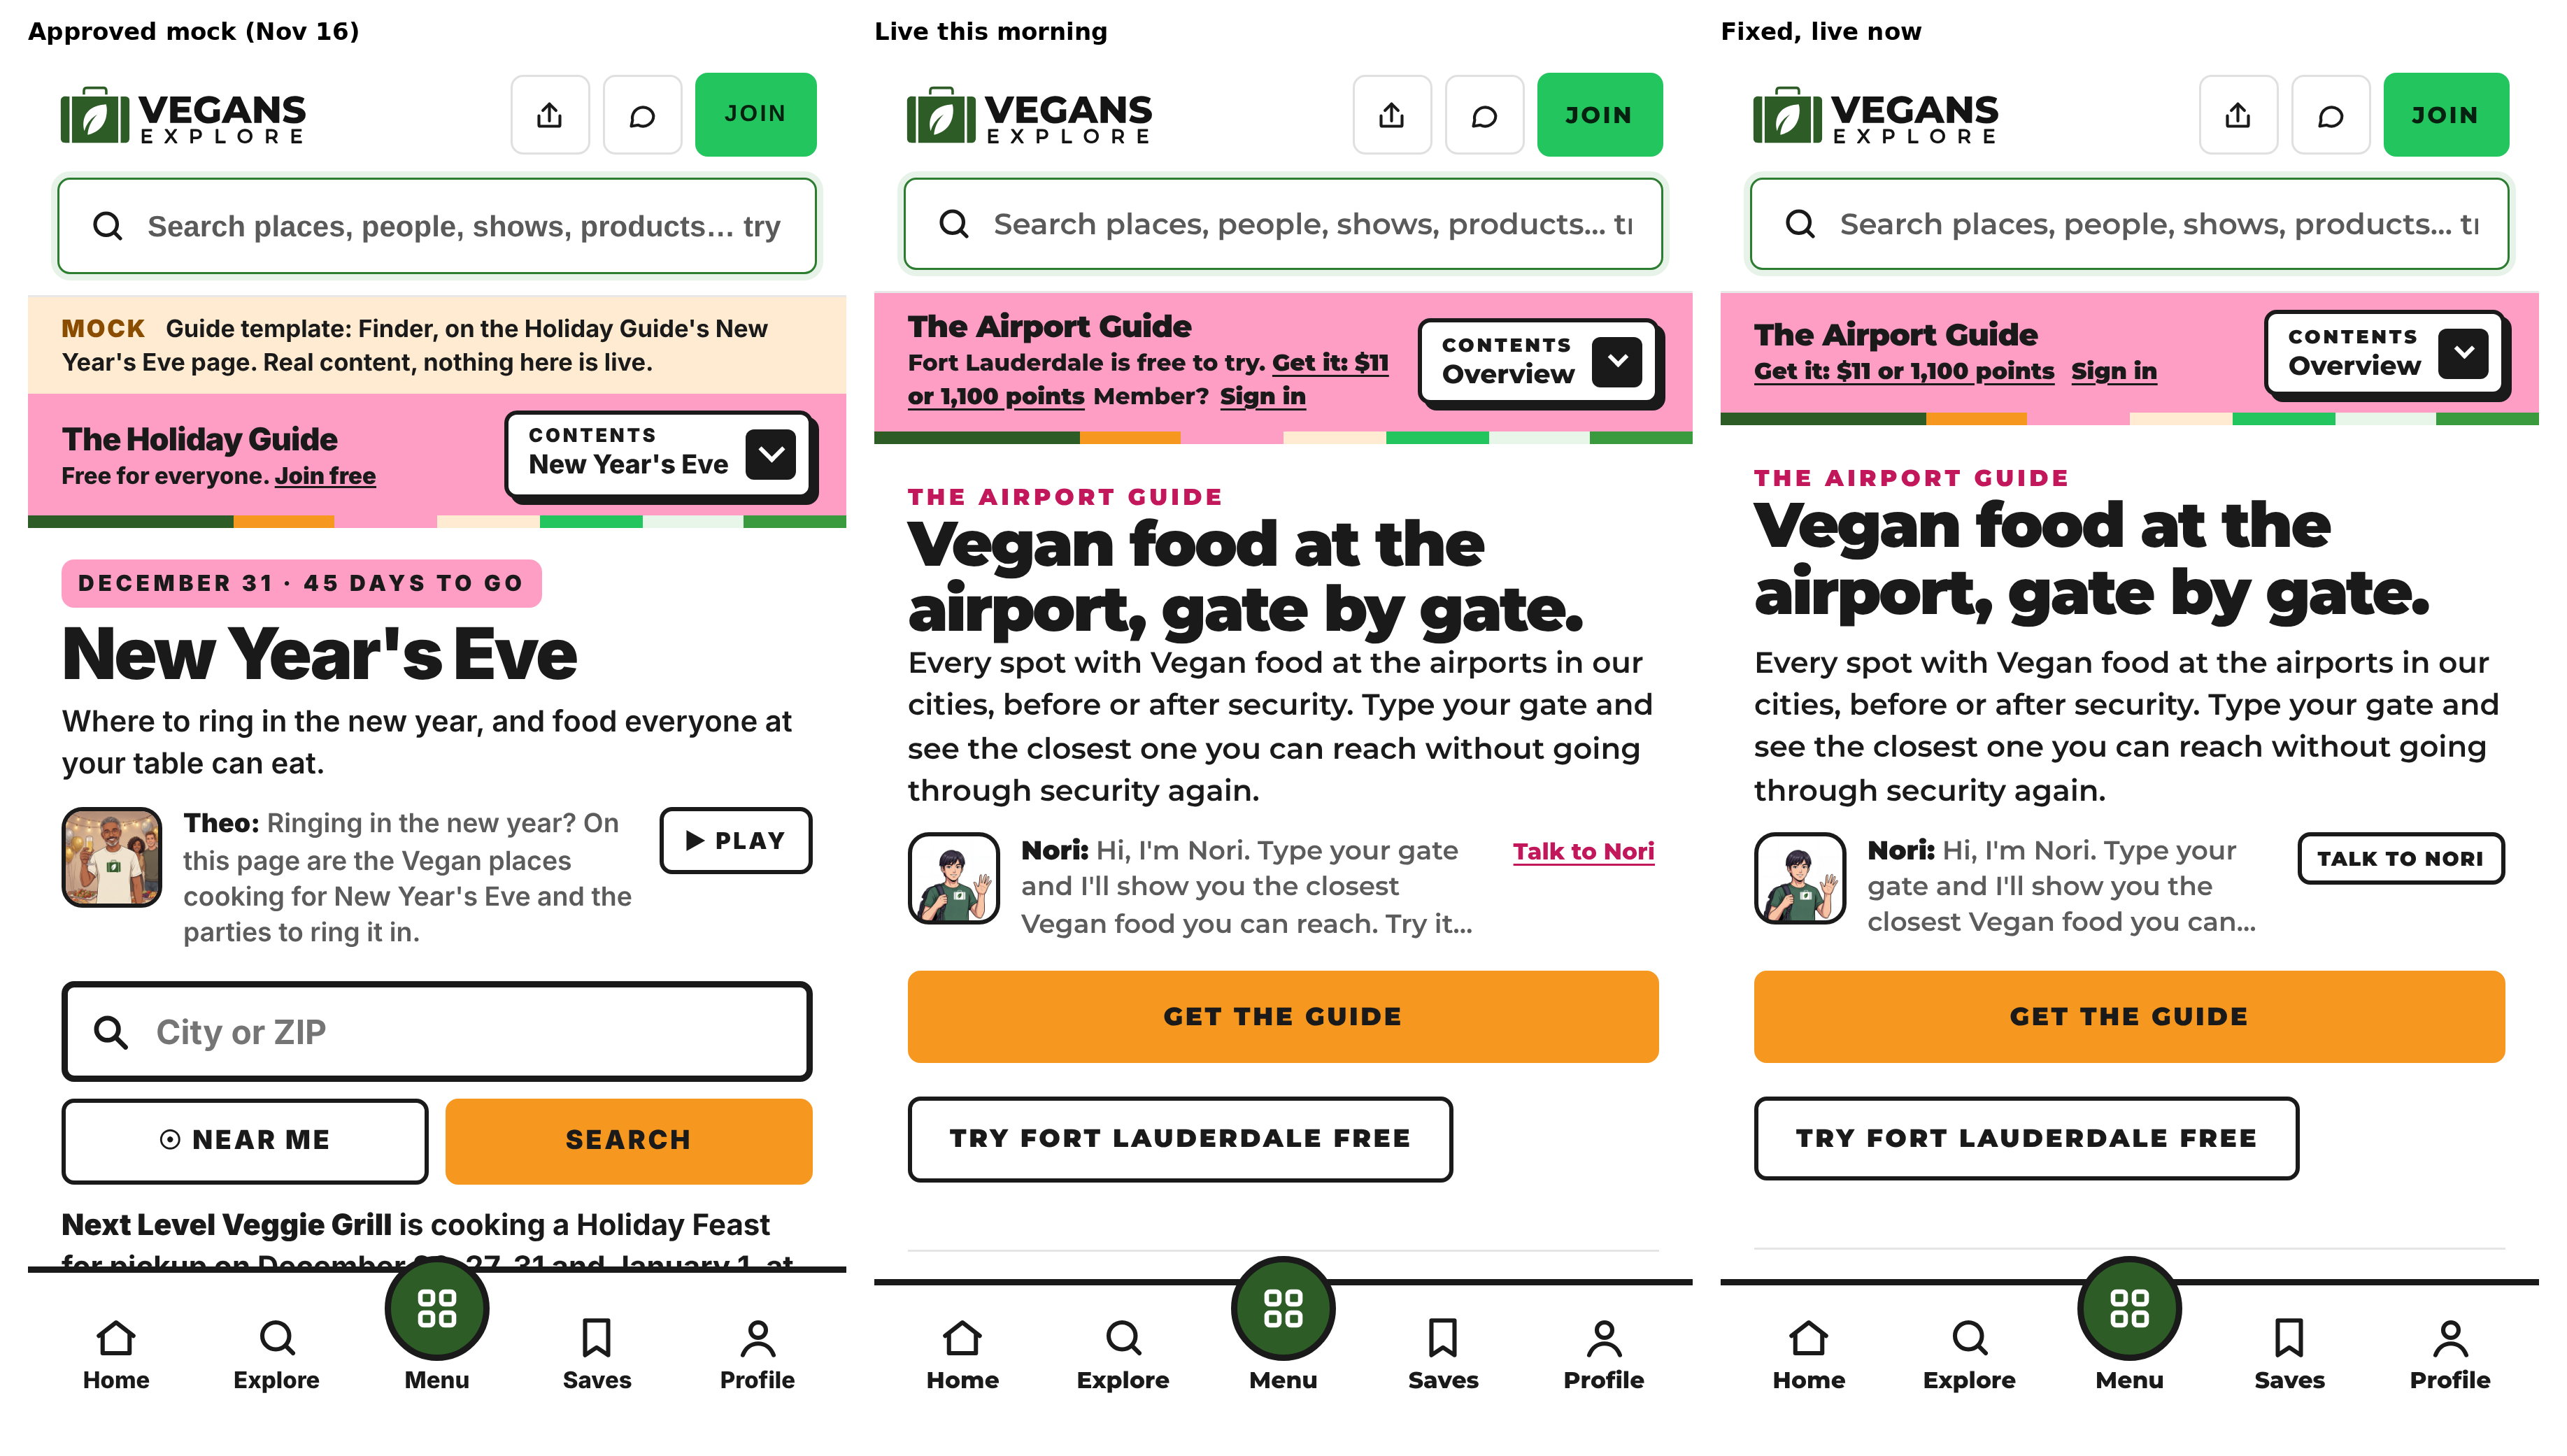 Approved mock (Nov 16)
VEGANS
EXPLORE
JOIN
Search places, people, shows, products... try
MOCK Guide template: Finder, on the Holiday Guide's New
Year's Eve page. Real content, nothing here is live.
The Holiday Guide
Free for everyone. Join free
CONTENTS
New Year's Eve
DECEMBER 31 · 45 DAYS TO GO
New Year's Eve
Where to ring in the new year, and food everyone at
your table can eat.
Theo: Ringing in the new year? On
this page are the Vegan places
cooking for New Year's Eve and the
parties to ring it in.
PLAY
City or ZIP
NEAR ME
SEARCH
Next Level Veggie Grill is cooking a Holiday Feast
for pickup on December 27, 31 and January 1, at
Home
Explore
Menu
Saves
Profile
Live this morning
VEGANS
EXPLORE
JOIN
Search places, people, shows, products...
The Airport Guide
Fort Lauderdale is free to try. Get it: $11
or 1,100 points Member? Sign in
CONTENTS
Overview
THE AIRPORT GUIDE
Vegan food at the
airport, gate by gate.
Every spot with Vegan food at the airports in our
cities, before or after security. Type your gate and
see the closest one you can reach without going
through security again.
Nori: Hi, I'm Nori. Type your gate
and I'll show you the closest
Vegan food you can reach. Try it...
Talk to Nori
GET THE GUIDE
TRY FORT LAUDERDALE FREE
Home
Explore
Menu
Saves
Profile
Fixed, live now
VEGANS
EXPLORE
JOIN
Search places, people, shows, products...
The Airport Guide
Get it: $11 or 1,100 points Sign in
CONTENTS
Overview
THE AIRPORT GUIDE
Vegan food at the
airport, gate by gate.
Every spot with Vegan food at the airports in our
cities, before or after security. Type your gate and
see the closest one you can reach without going
through security again.
Nori: Hi, I'm Nori. Type your
gate and I'll show you the
closest Vegan food you can...
TALK TO NORI
GET THE GUIDE
TRY FORT LAUDERDALE FREE
Home
Explore
Menu
Saves
Profile